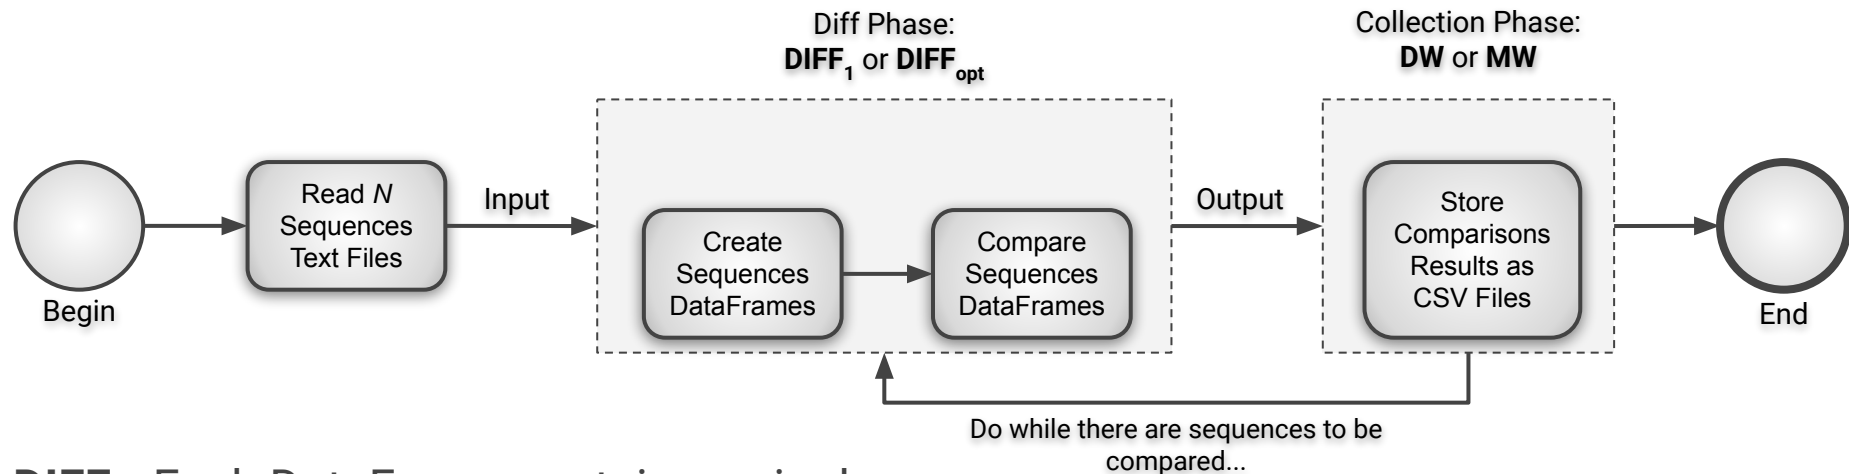 Diff Phase:
DIFF1 or DIFFopt
Collection Phase:
DW or MW
Begin
Read N
Sequences
Text Files
Input
Create
Sequences
DataFrames
Compare
Sequences
DataFrames
Output
Store
Comparisons
Results as
CSV Files
End
Do while there are sequences to be
compared...